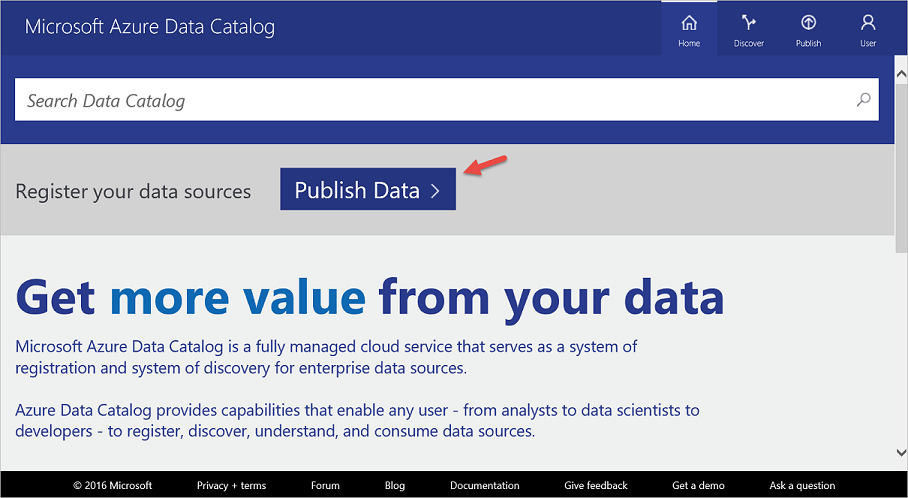 Microsoft Azure Data Catalog
Home
Discover
Publish
User
Search Data Catalog
Register your data sources
Publish Data
Get more value from your data
Microsoft Azure Data Catalog is a fully managed cloud service that serves as a system of
registration and system of discovery for enterprise data sources.
Azure Data Catalog provides capabilities that enable any user - from analysts to data scientists to
developers - to register, discover, understand, and consume data sources.
© 2016 Microsoft
Privacy + terms
Forum
Blog
Documentation
Give feedback
Get a demo
Ask a question